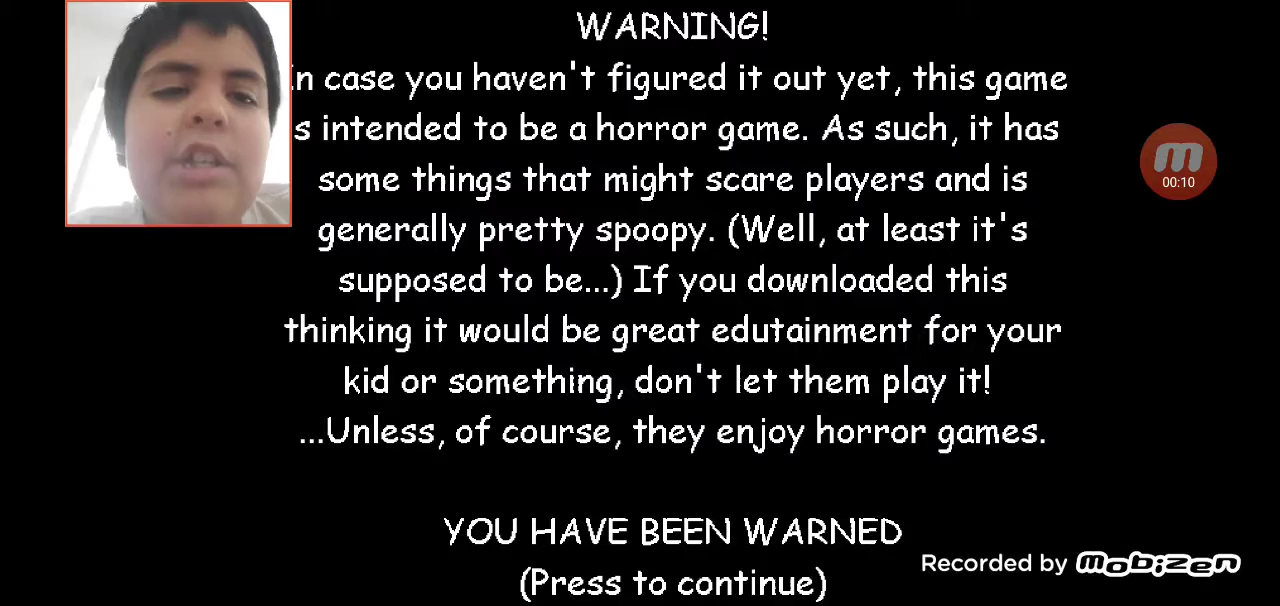 WARNING!
n case you haven't figured it out yet, this game
s intended to be a horror game. As such, it has
some things that might scare players and is
generally pretty spoopy. (Well, at least it's
supposed to be...) If you downloaded this
thinking it would be great edutainment for your
kid or something, don't let them play it!
...Unless, of course, they enjoy horror games.
YOU HAVE BEEN WARNED
(Press to continue)
00:10
Recorded by mobizen